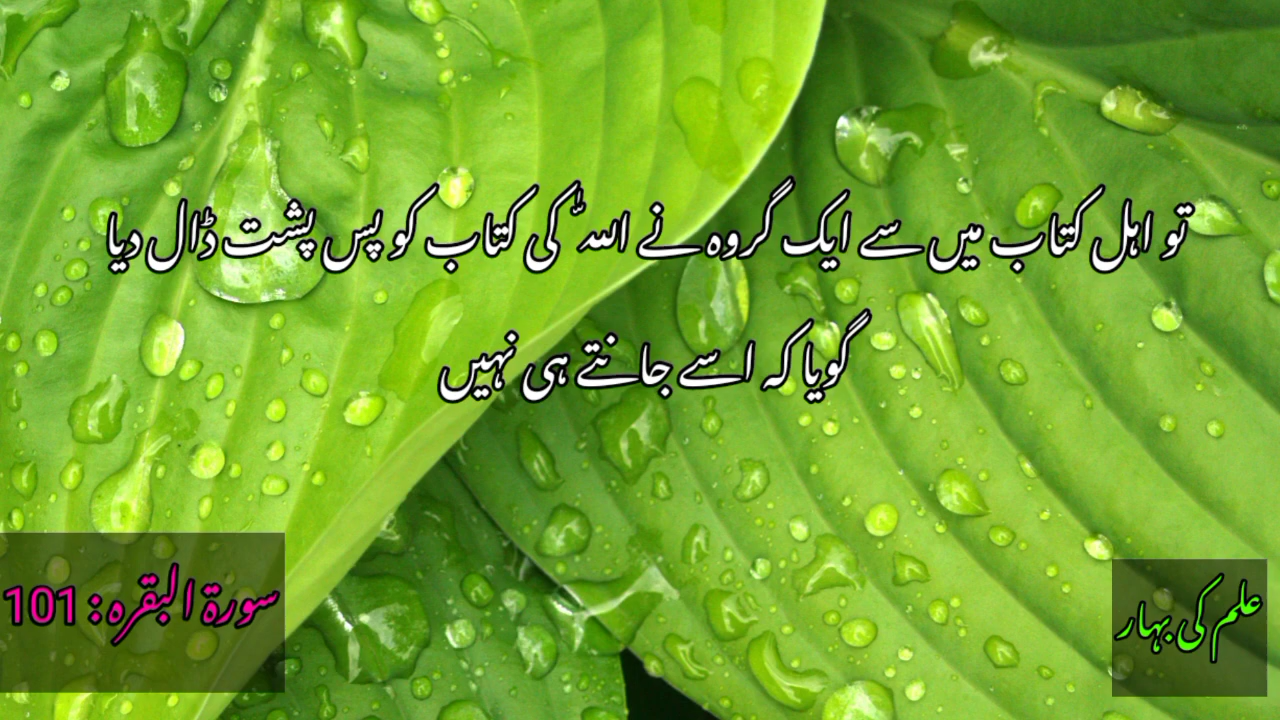 تو اہل کتاب میں سے ایک گروہ نے اللہ کی کتاب کو پس پشت ڈال دیا
گویا کہ اسے جانتے ہی نہیں
سورۃ البقرہ: 101
علم کی بہار